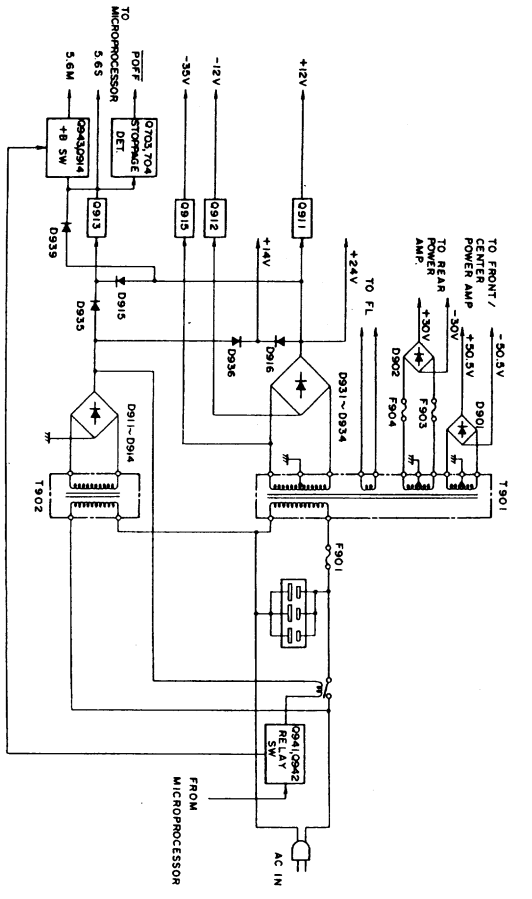 TO FRONT/
CENTER
POWER AMP
-50.5V
+50.5V
D901
TO REAR
POWER
AMP.
-30V
+30V
D902
F903
F904
TO FL
+24V
+12V
Q911
+14V
D916
D936
D931~D934
-12V
Q912
-35V
Q915
D915
D935
D939
TO
MICROPROCESSOR
POFF
Q703,704
STOPPAGE
DET.
5.6S
Q913
5.6M
Q943,Q914
+B SW
D911~
D914
T901
T902
F901
Q941,Q942
RELAY
SW
FROM
MICROPROCESSOR
AC IN